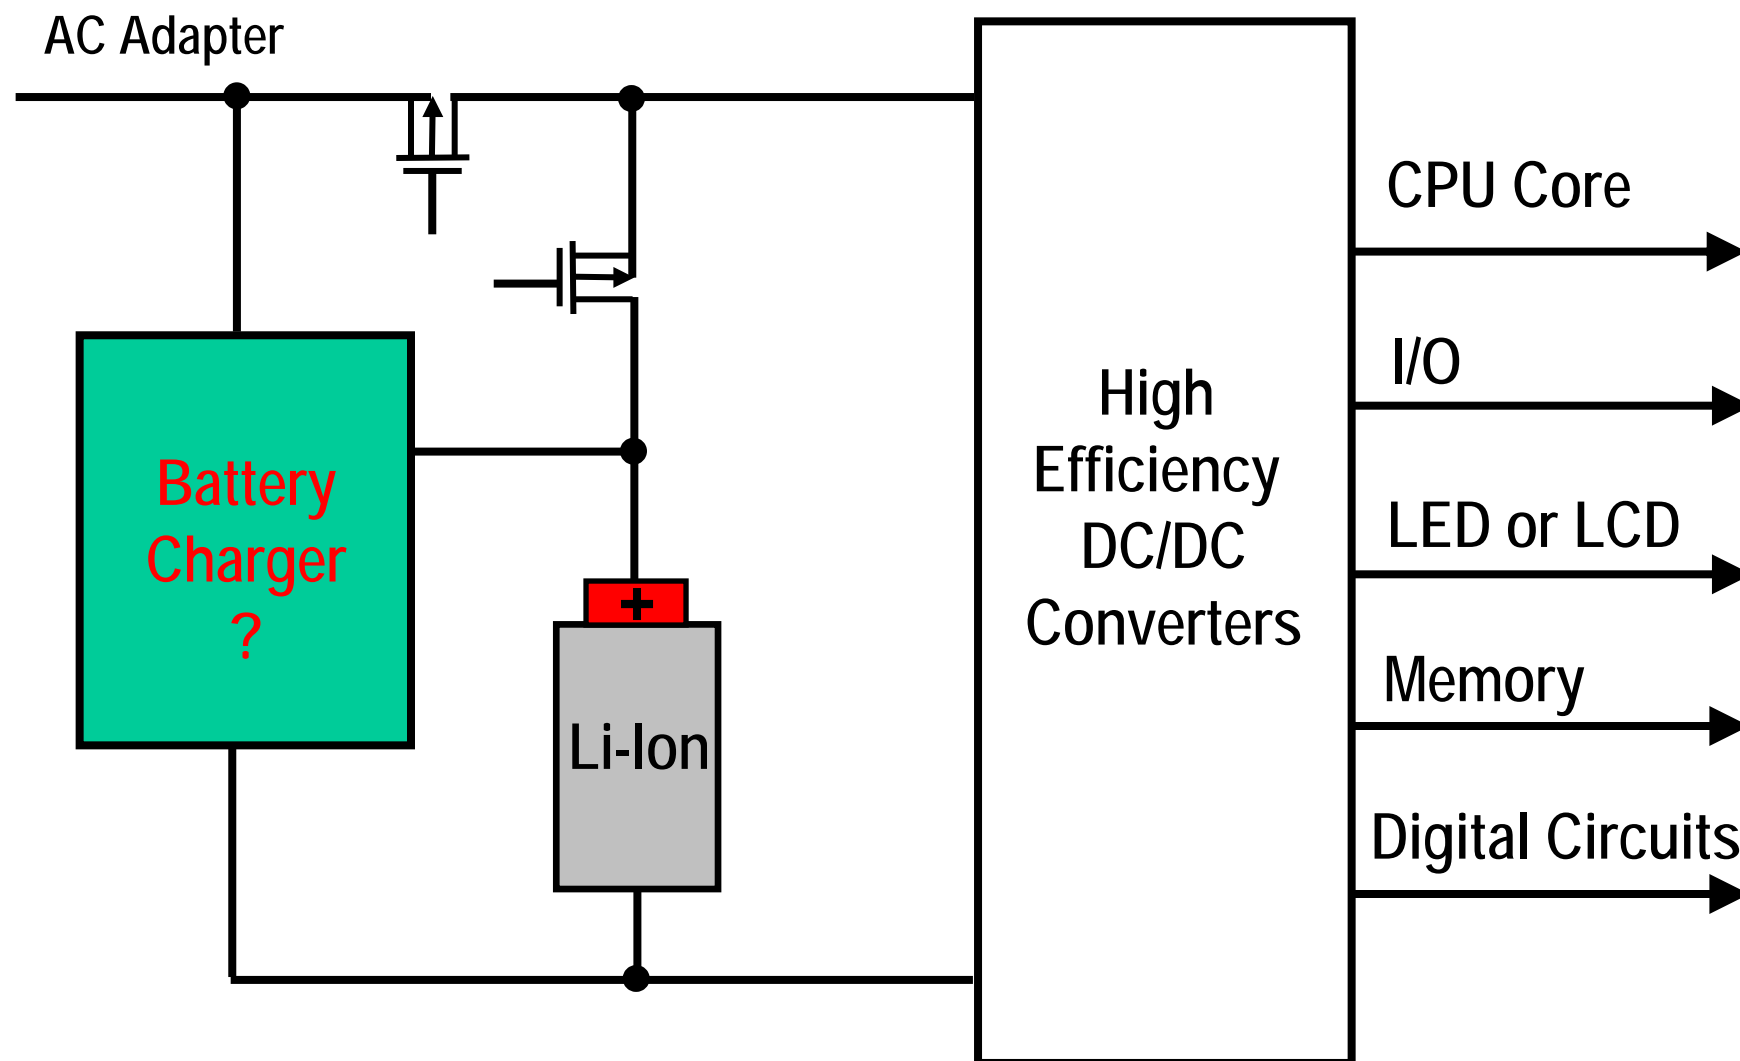 AC Adapter
CPU Core
I/O
High
Efficiency
DC/DC
Converters
Battery
Charger
?
LED or LCD
+
Memory
Li-Ion
Digital Circuits